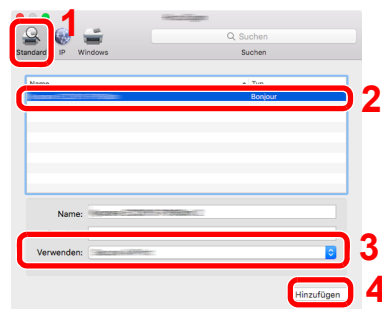 1
Suchen
Standard IP Windows Suchen
Name Typ
Bonjour 2
Name:
Verwenden: 3
Hinzufügen 4